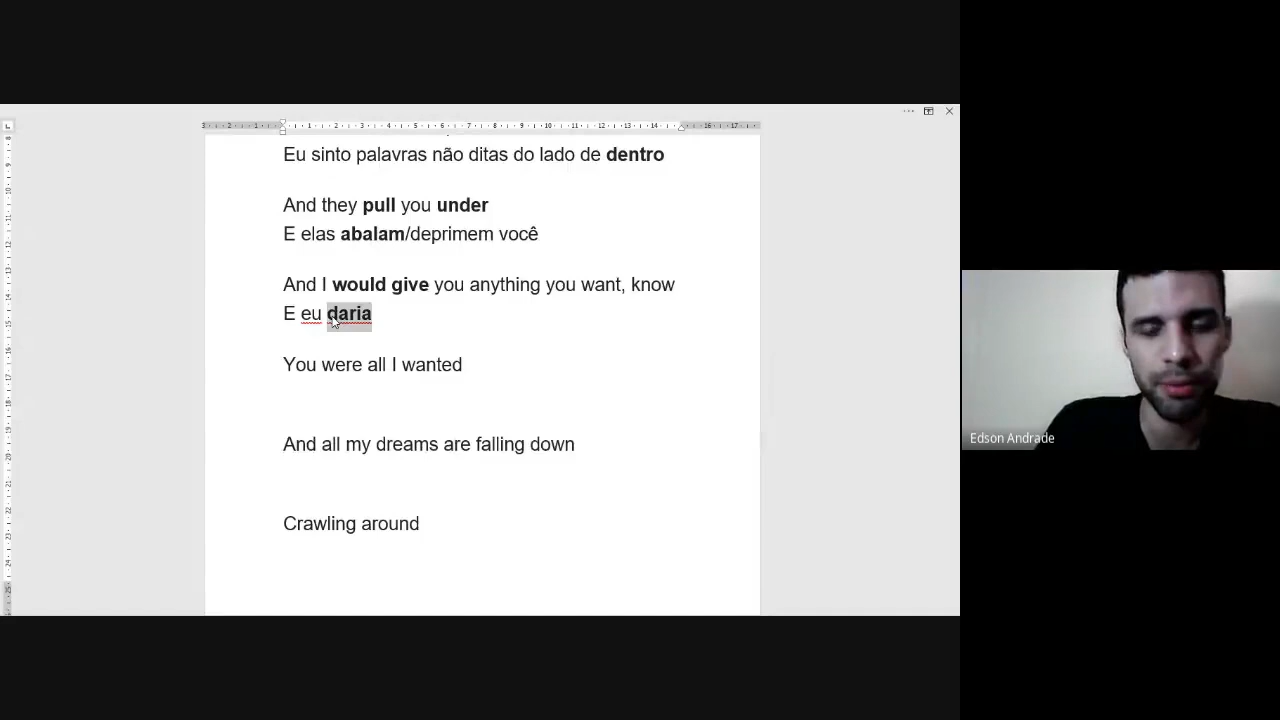 Eu sinto palavras não ditas do lado de dentro
And they pull you under
E elas abalam/deprimem você
And I would give you anything you want, know
E eu daria
You were all I wanted
And all my dreams are falling down
Crawling around
Edson Andrade